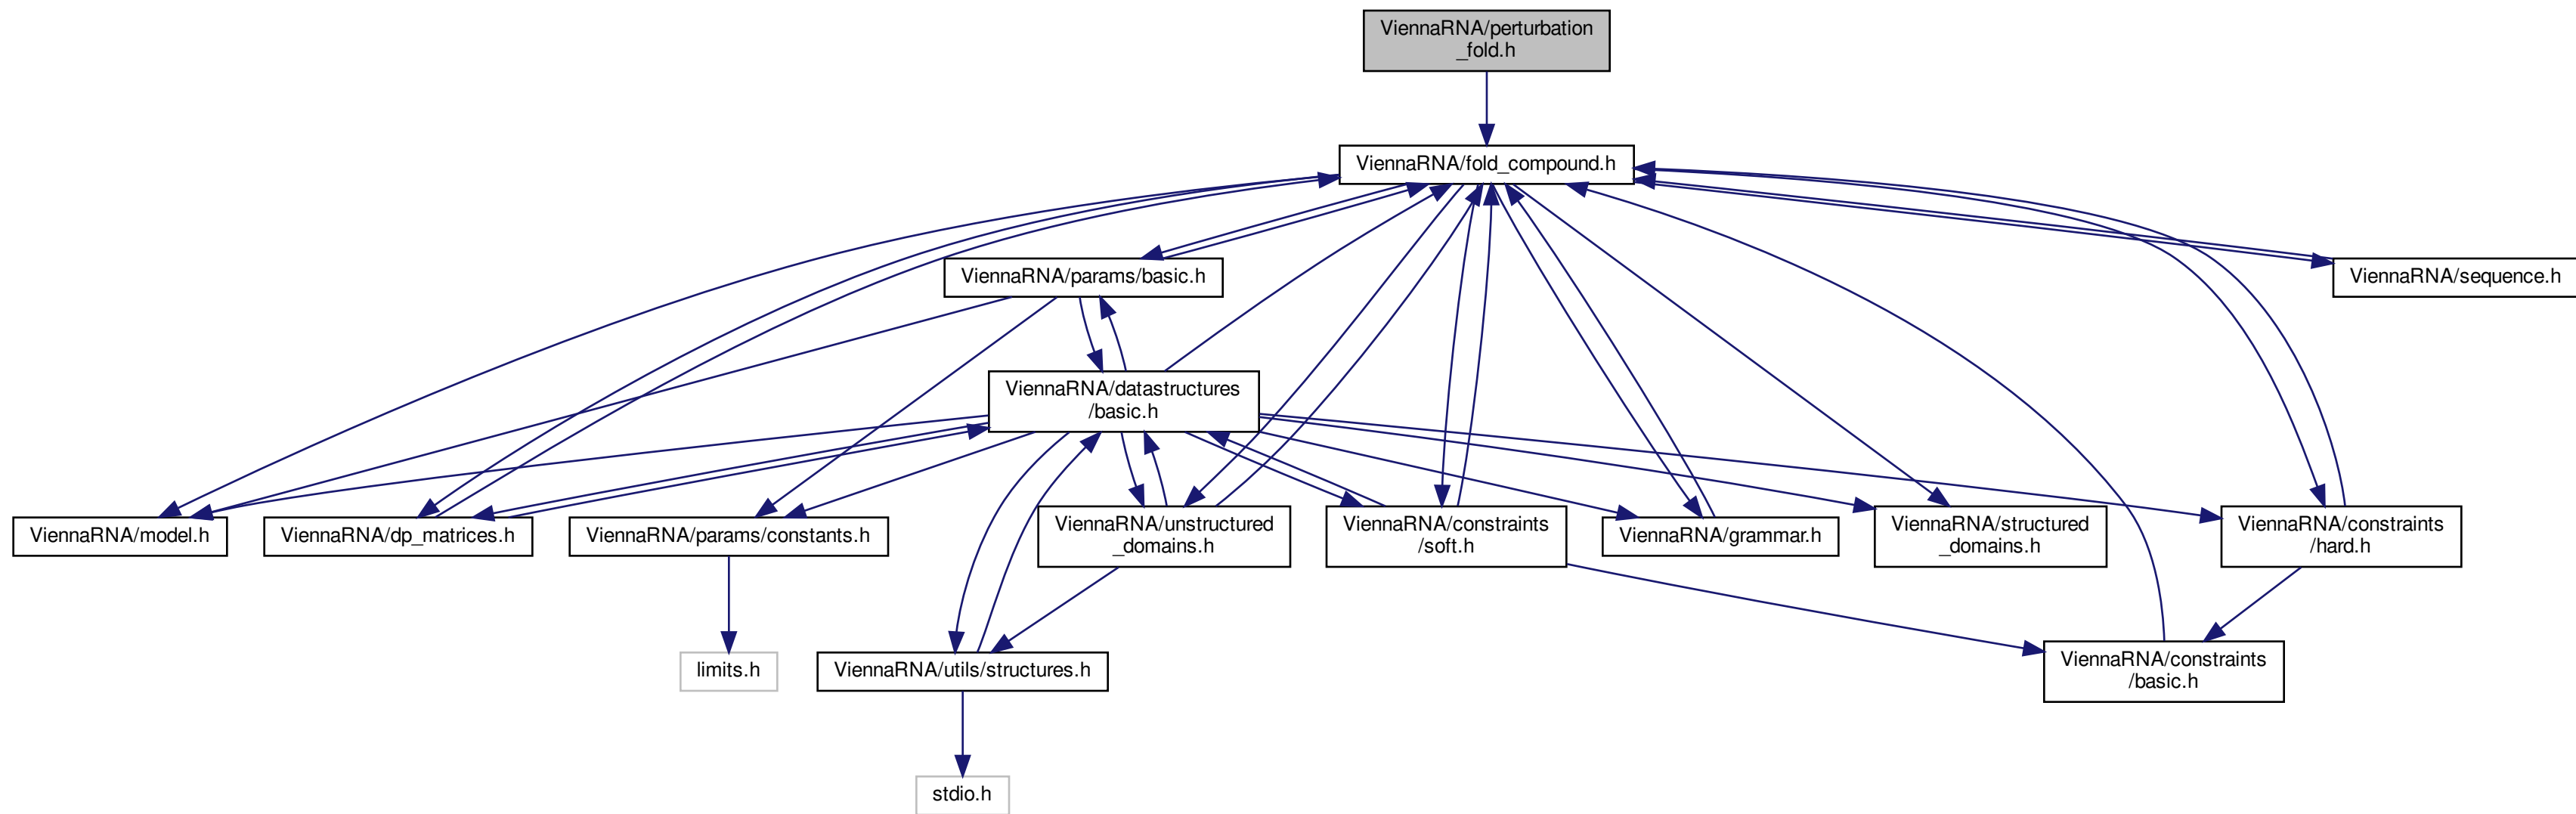 ViennaRNA/perturbation
_fold.h
ViennaRNA/fold_compound.h
ViennaRNA/params/basic.h
ViennaRNA/sequence.h
ViennaRNA/datastructures
/basic.h
ViennaRNA/model.h
ViennaRNA/dp_matrices.h
ViennaRNA/params/constants.h
ViennaRNA/unstructured
_domains.h
ViennaRNA/constraints
/soft.h
ViennaRNA/grammar.h
ViennaRNA/structured
_domains.h
ViennaRNA/constraints
/hard.h
limits.h
ViennaRNA/utils/structures.h
ViennaRNA/constraints
/basic.h
stdio.h